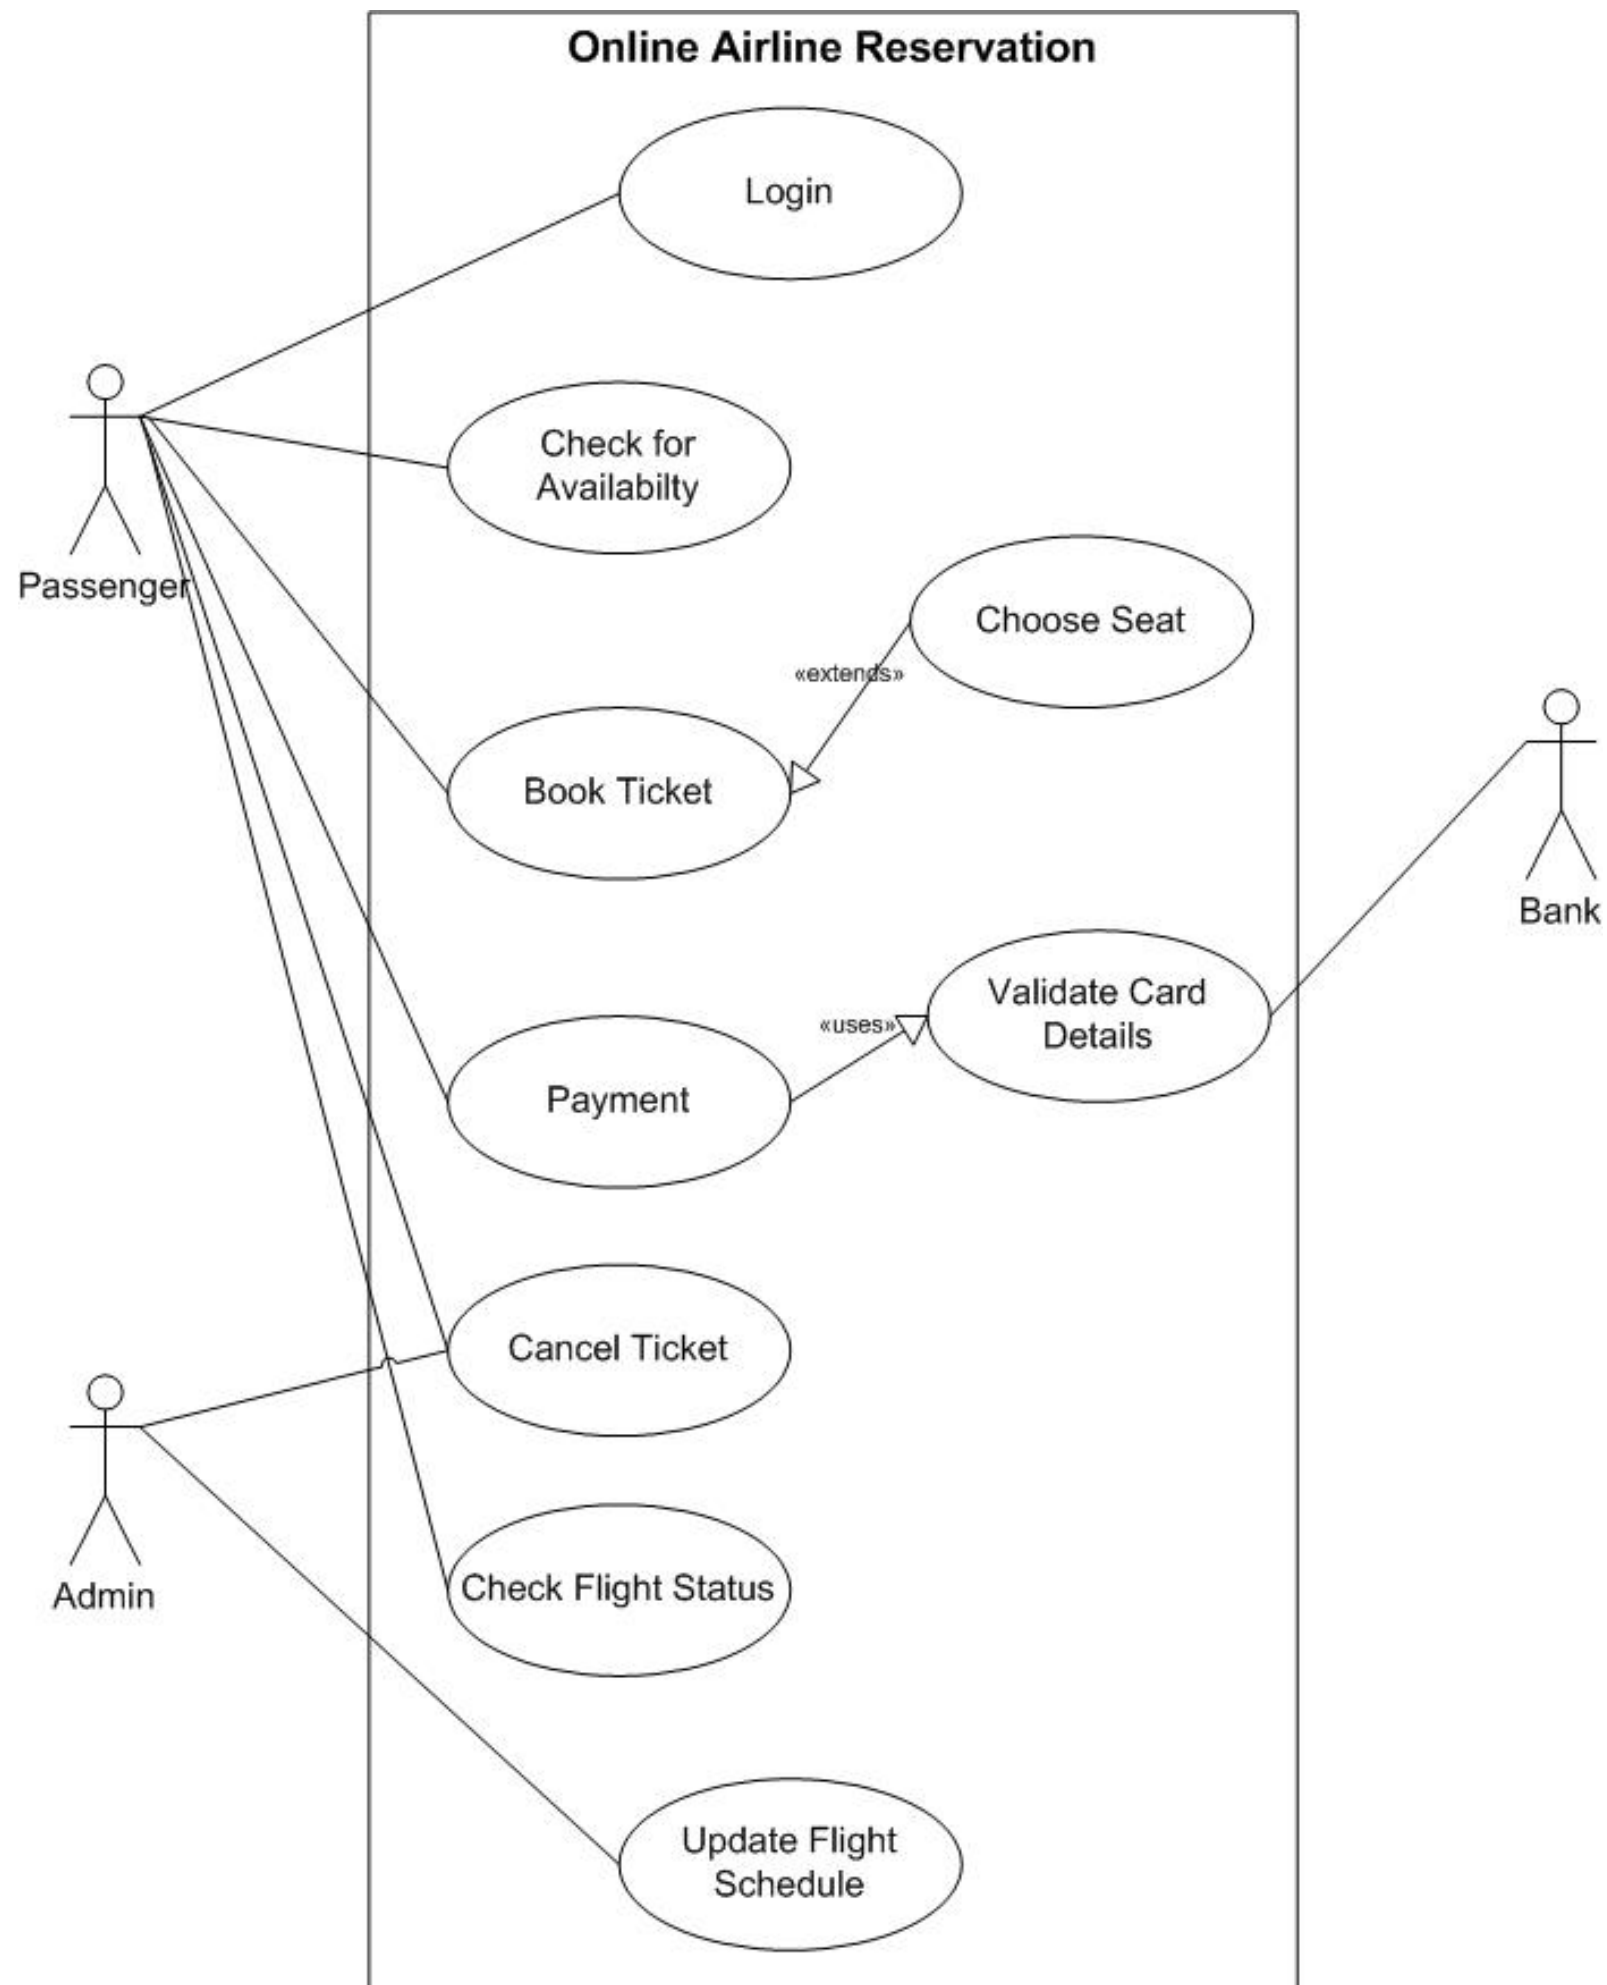 Online Airline Reservation
Login
Check for
Availabilty
Passenger
Choose Seat
«extends»
Book Ticket
Bank
Validate Card
Details
«uses»
Payment
Cancel Ticket
Check Flight Status
Admin
Update Flight
Schedule